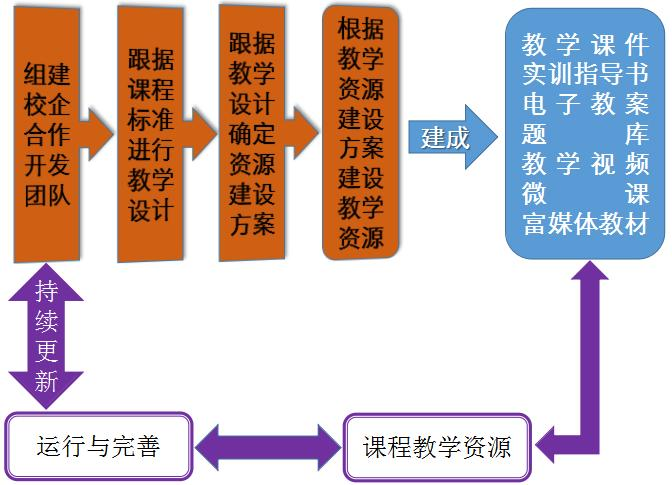 组建
校企
合作
开发
团队
跟据
课程
标准
进行
教学
设计
跟据
教学
设计
确定
资源
建设
方案
根据
教学
资源
建设
方案
建设
教学
资源
建成
教学课件
实训指导书
电子教案
题库
教学视频
微课
富媒体教材
持
续
更
新
运行与完善
课程教学资源